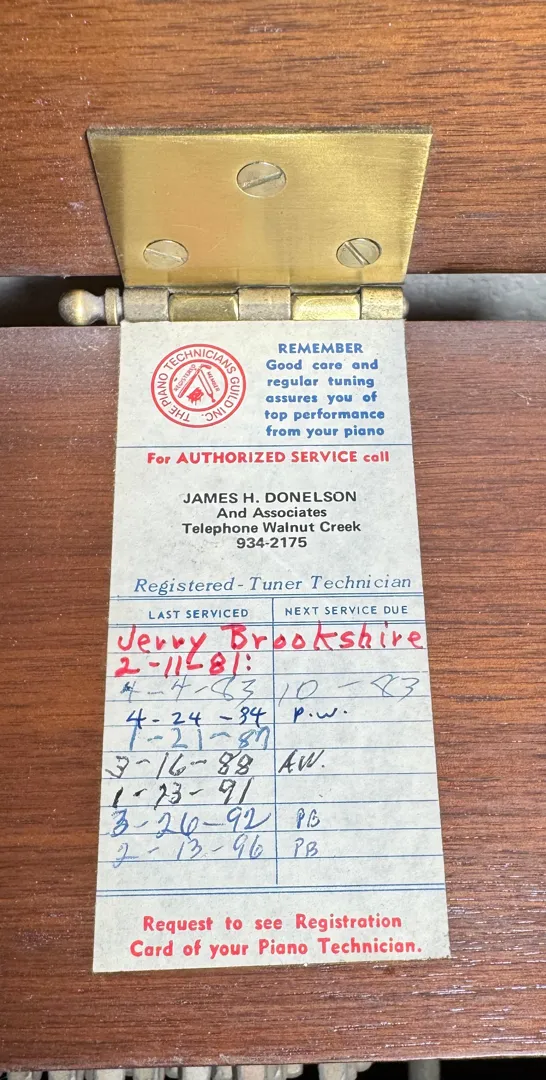 THE PIANO TECHNICIANS GUILD INC.
REGISTERED MEMBER
REMEMBER
Good care and
regular tuning
assures you of
top performance
from your piano
For AUTHORIZED SERVICE call
JAMES H. DONELSON
And Associates
Telephone Walnut Creek
934-2175
Registered-Tuner Technician
LAST SERVICED NEXT SERVICE DUE
Jerry Brookshire
2-11-81:
4-4-83 10-83
4-24-84 P.W.
1-21-87
3-16-88 AW.
1-23-91
3-26-92 PB
2-13-96 PB
Request to see Registration
Card of your Piano Technician.